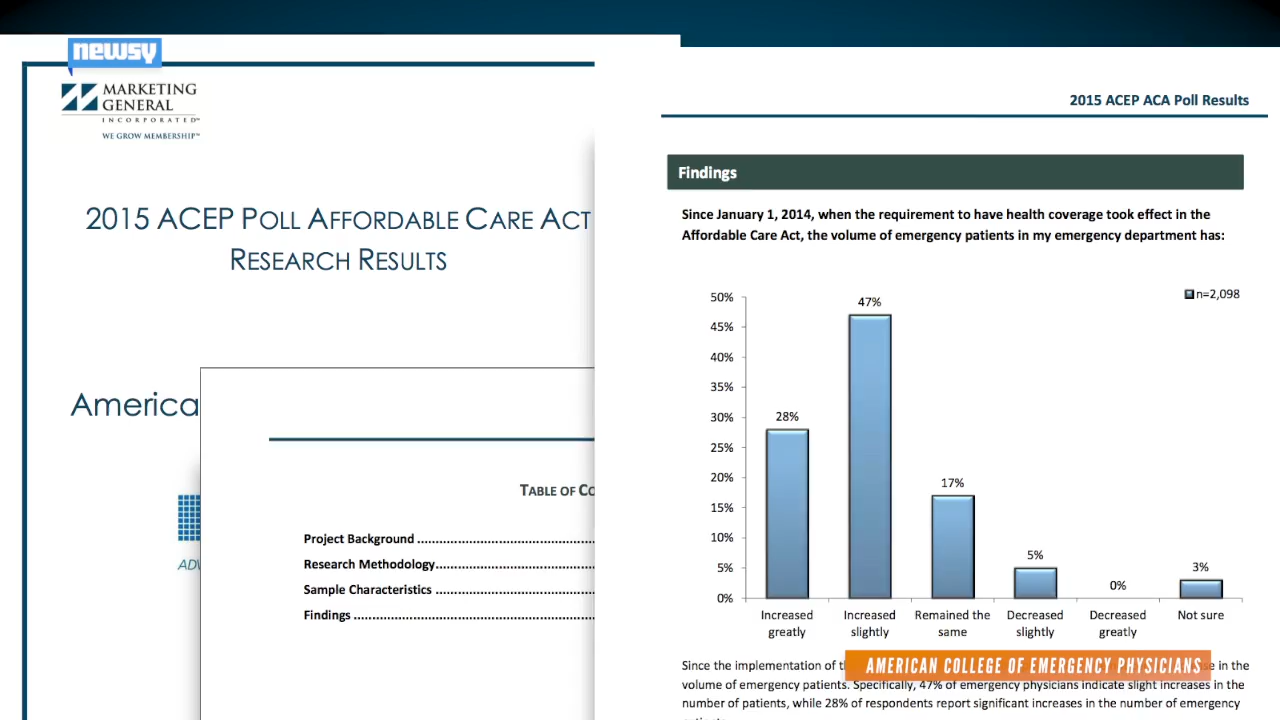 newsy
MARKETING
GENERAL
INCORPORATED™
WE GROW MEMBERSHIP™
2015 ACEP POLL AFFORDABLE CARE ACT
RESEARCH RESULTS
America
ADV
TABLE OF CO
Project Background
Research Methodology
Sample Characteristics
Findings
2015 ACEP ACA Poll Results
Findings
Since January 1, 2014, when the requirement to have health coverage took effect in the
Affordable Care Act, the volume of emergency patients in my emergency department has:
n=2,098
50%
45%
40%
35%
30%
25%
20%
15%
10%
5%
0%
28%
47%
17%
5%
0%
3%
Increased
greatly
Increased
slightly
Remained the
same
Decreased
slightly
Decreased
greatly
Not sure
Since the implementation of in the
AMERICAN COLLEGE OF EMERGENCY PHYSICIANS
volume of emergency patients. Specifically, 47% of emergency physicians indicate slight increases in the
number of patients, while 28% of respondents report significant increases in the number of emergency